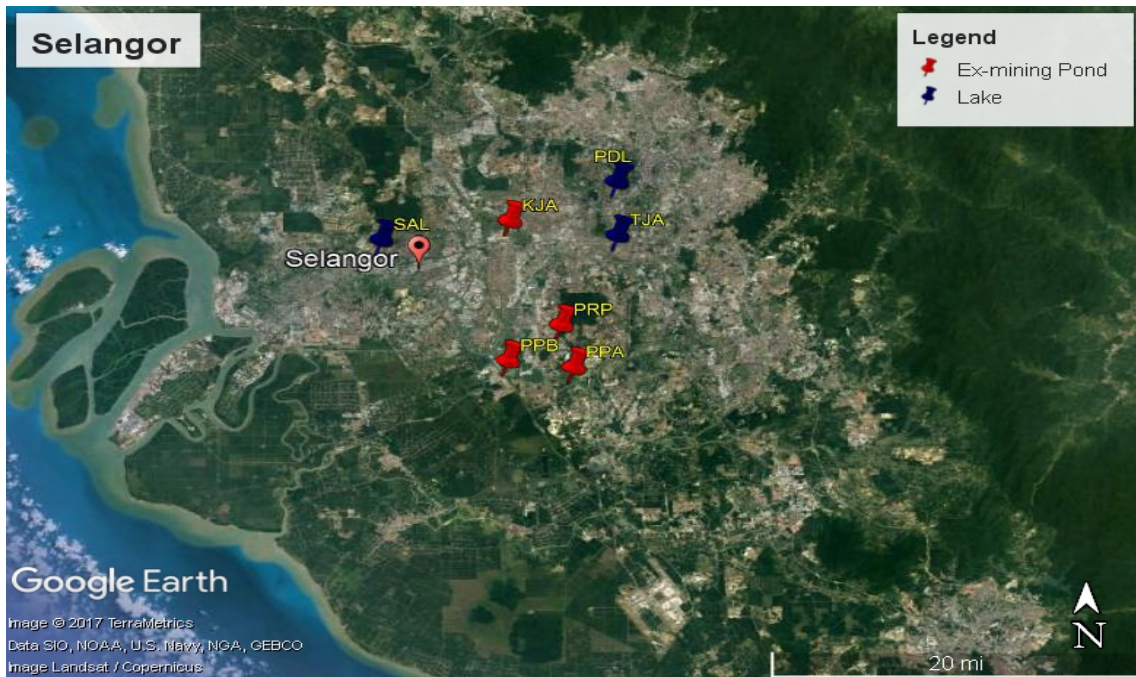 Selangor
Legend
Ex-mining Pond
Lake
PDL
KJA
TJA
SAL
Selangor
PRP
PPB
PPA
Google Earth
Image © 2017 TerraMetrics
Data SIO, NOAA, U.S. Navy, NGA, GEBCO
Image Landsat / Copernicus
N
20 mi